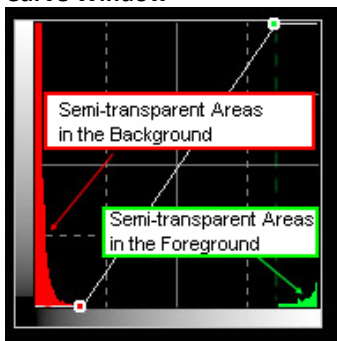 Curve Window
Semi-transparent Areas
in the Background
Semi-transparent Areas
in the Foreground